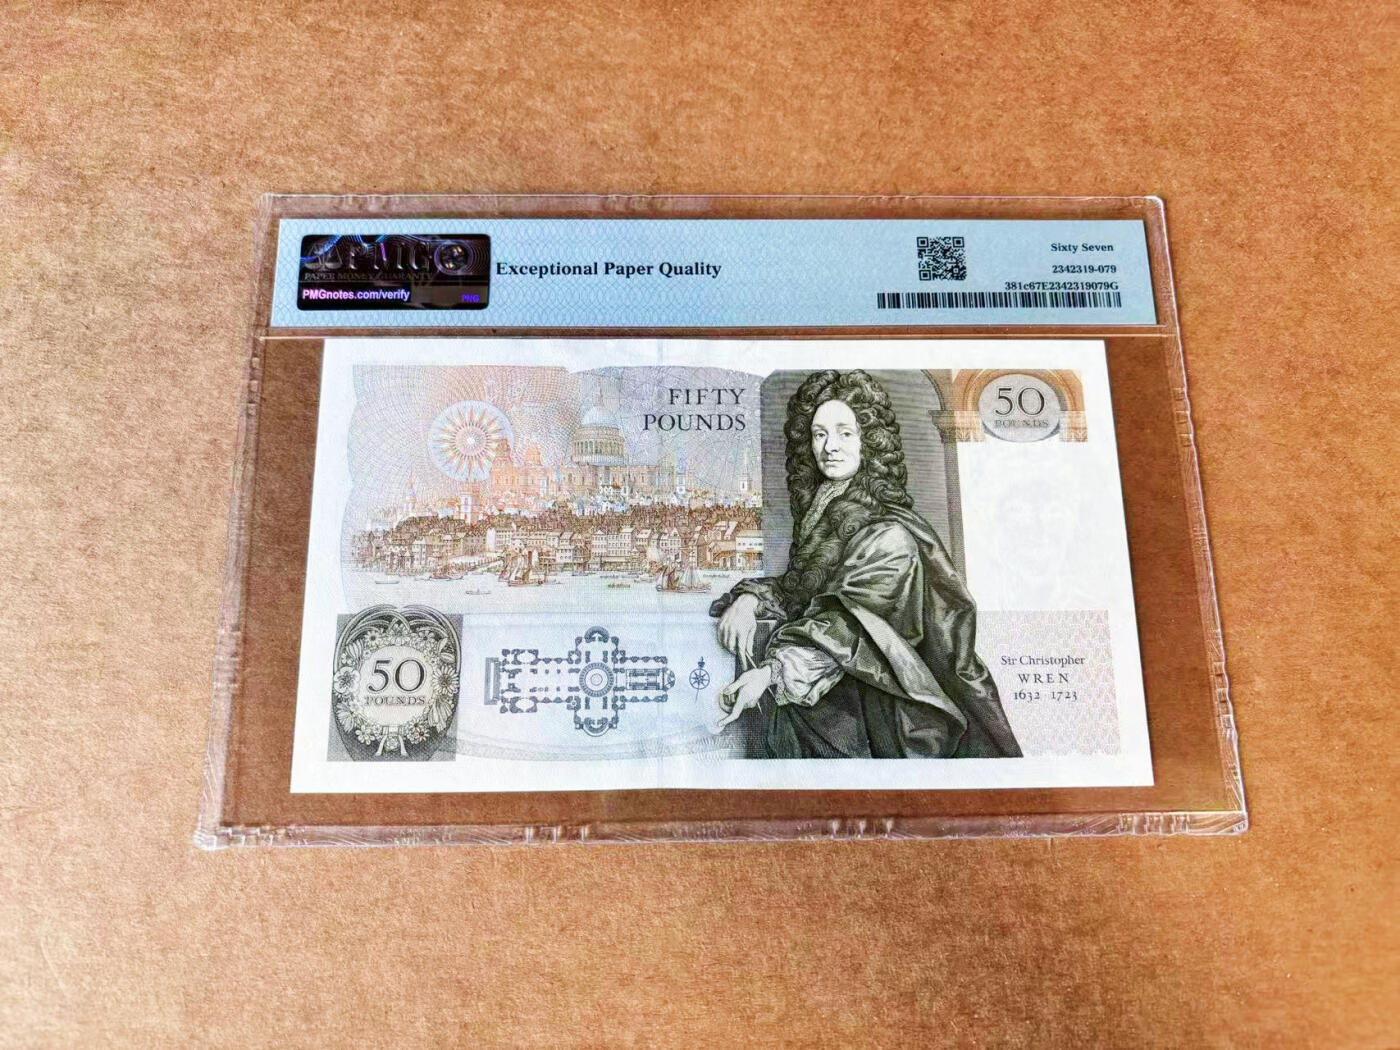 PMG
PAPER MONEY GUARANTY
PMGnotes.com/verify
PMG
Exceptional Paper Quality
Sixty Seven
2342319-079
381c67E2342319079G
FIFTY
POUNDS
50
POUNDS
50
POUNDS
Sir Christopher
WREN
1632 1723